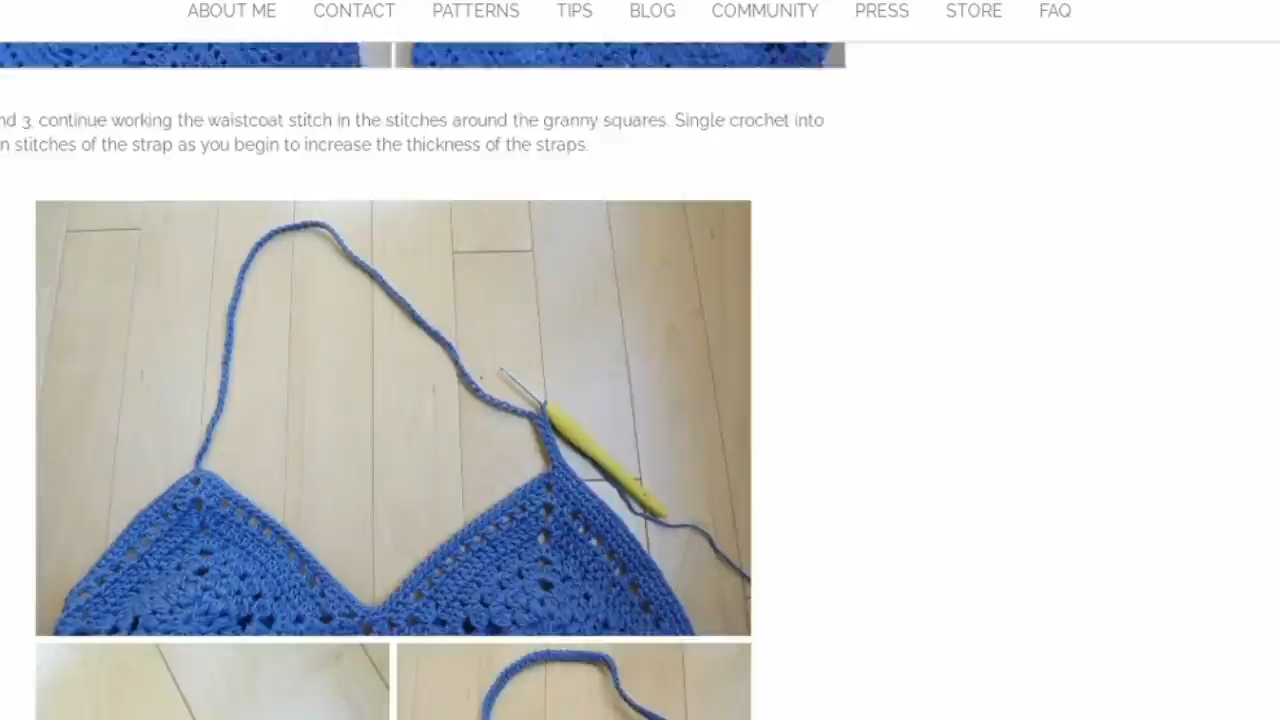 ABOUT ME CONTACT PATTERNS TIPS BLOG COMMUNITY PRESS STORE FAQ
3, continue working the waistcoat stitch in the stitches around the granny squares. Single crochet into
stitches of the strap as you begin to increase the thickness of the straps.